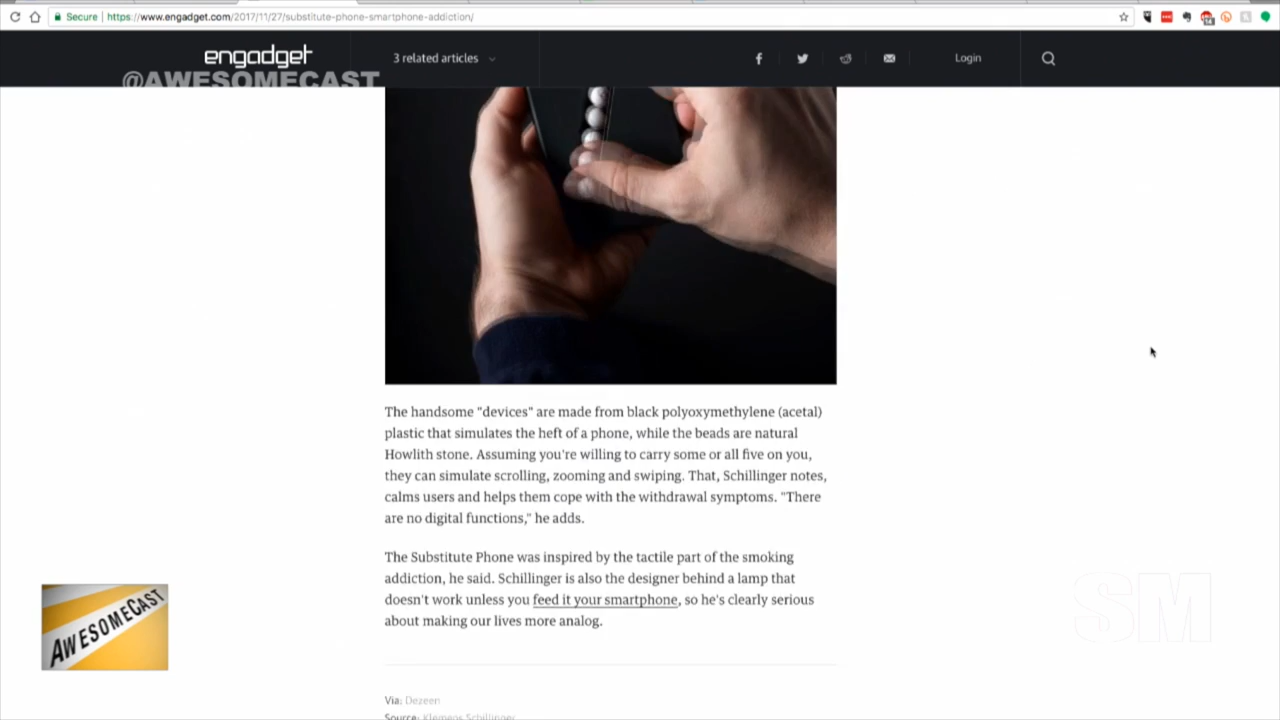 Secure https://www.engadget.com/2017/11/27/substitute-phone-smartphone-addiction/
engadget
3 related articles
Login
@AWESOMECAST
The handsome "devices" are made from black polyoxymethylene (acetal)
plastic that simulates the heft of a phone, while the beads are natural
Howlith stone. Assuming you're willing to carry some or all five on you,
they can simulate scrolling, zooming and swiping. That, Schillinger notes,
calms users and helps them cope with the withdrawal symptoms. "There
are no digital functions," he adds.
The Substitute Phone was inspired by the tactile part of the smoking
addiction, he said. Schillinger is also the designer behind a lamp that
doesn't work unless you feed it your smartphone, so he's clearly serious
about making our lives more analog.
AWESOMECAST
SM
Via: Dezeen
Source: Klemens Schillinger